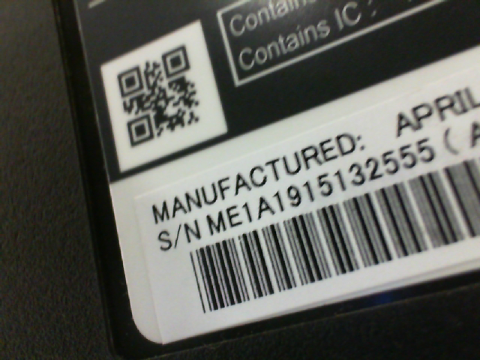 Contains
Contains IC :
MANUFACTURED: APRIL
S/N ME1A1915132555 ( A